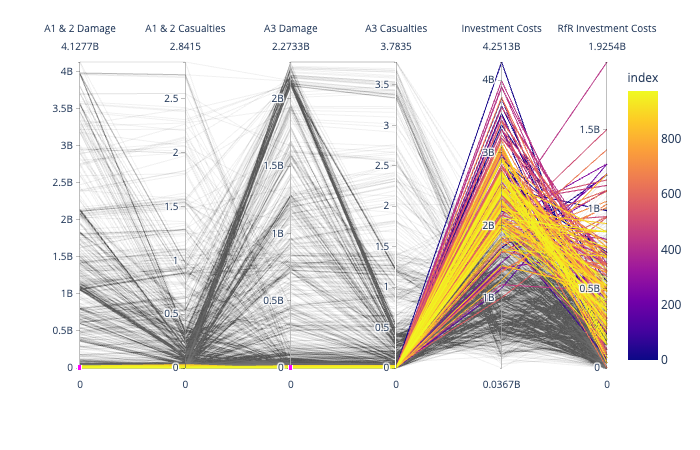 A1 & 2 Damage A1 & 2 Casualties A3 Damage A3 Casualties Investment Costs RfR Investment Costs
4.1277B 2.8415 2.2733B 3.7835 4.2513B 1.9254B
index
4B 3.5B 3B 2.5B 2B 1.5B 1B 0.5B 0
2.5 2 1.5 1 0.5 0
2B 1.5B 1B 0.5B 0
3.5 3 2.5 2 1.5 1 0.5 0
4B 3B 2B 1B
1.5B 1B 0.5B 0
800 600 400 200 0
0 0 0 0 0.0367B 0